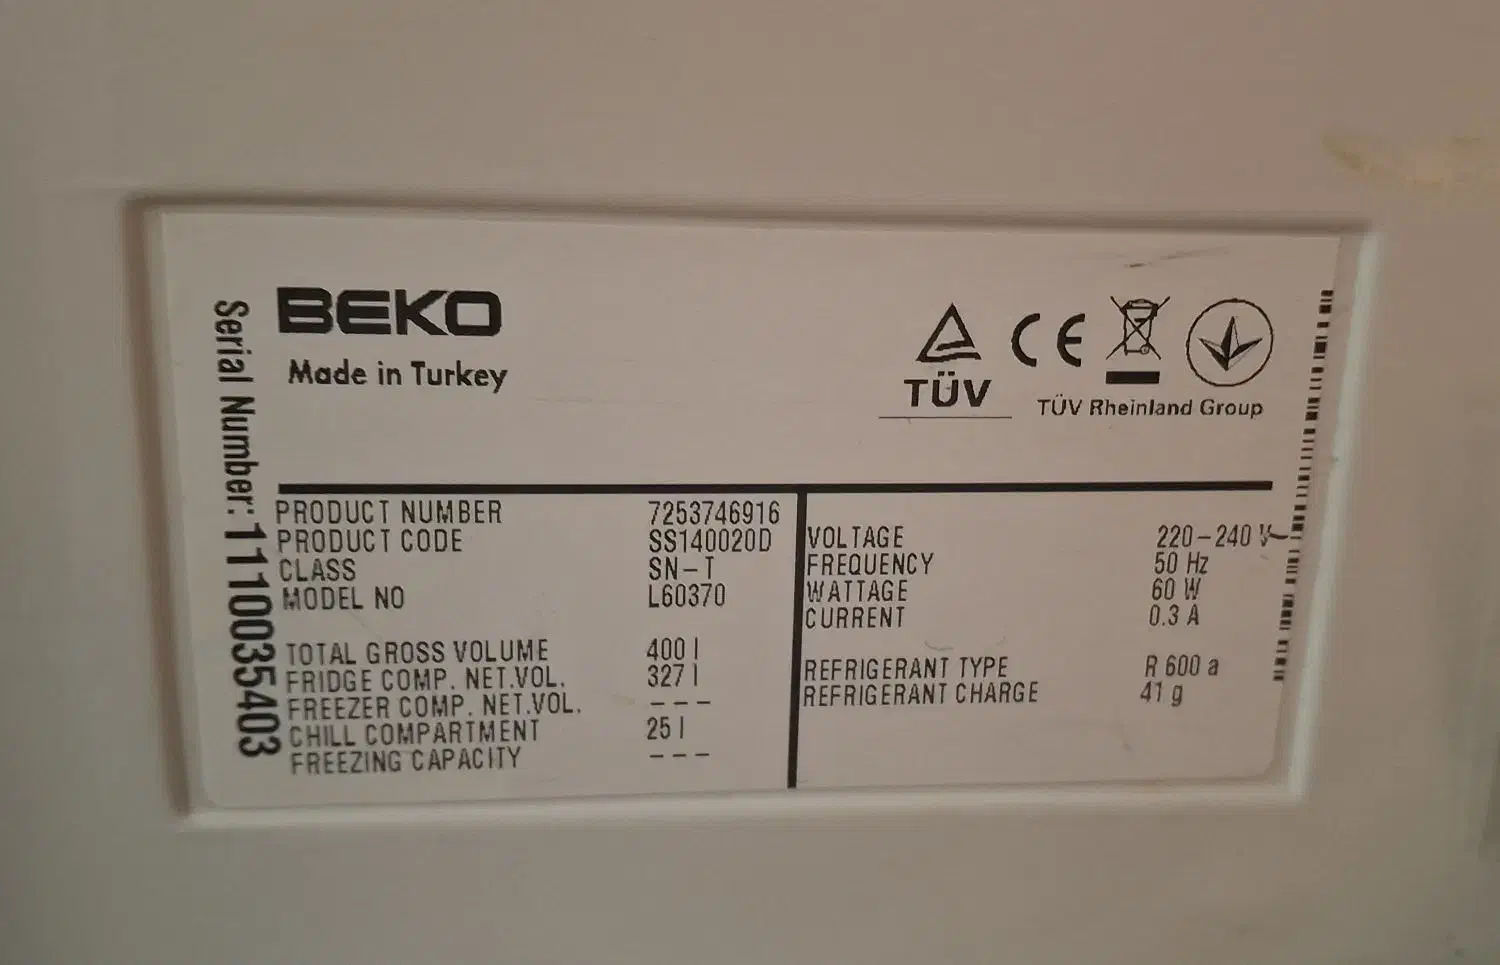 BEKO
Made in Turkey
TÜV
CE
TÜV Rheinland Group
Serial Number: 1110035403
PRODUCT NUMBER 7253746916
PRODUCT CODE SS140020D
CLASS SN-T
MODEL NO L60370
TOTAL GROSS VOLUME 400 l
FRIDGE COMP. NET.VOL. 327 l
FREEZER COMP. NET.VOL. ---
CHILL COMPARTMENT 25 l
FREEZING CAPACITY ---
VOLTAGE 220-240 V~
FREQUENCY 50 Hz
WATTAGE 60 W
CURRENT 0.3 A
REFRIGERANT TYPE R 600 a
REFRIGERANT CHARGE 41 g